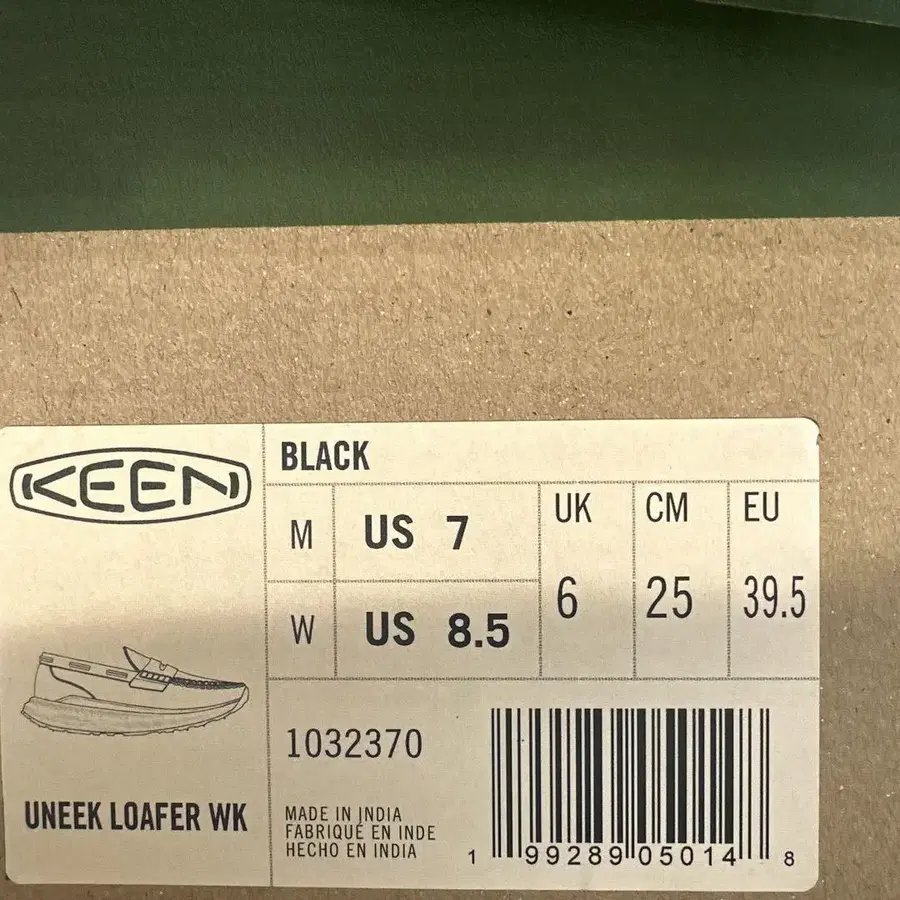 KEEN
BLACK
M US 7
W US 8.5
UK CM EU
6 25 39.5
1032370
UNEEK LOAFER WK
MADE IN INDIA
FABRIQUÉ EN INDE
HECHO EN INDIA
1 99289 05014 8